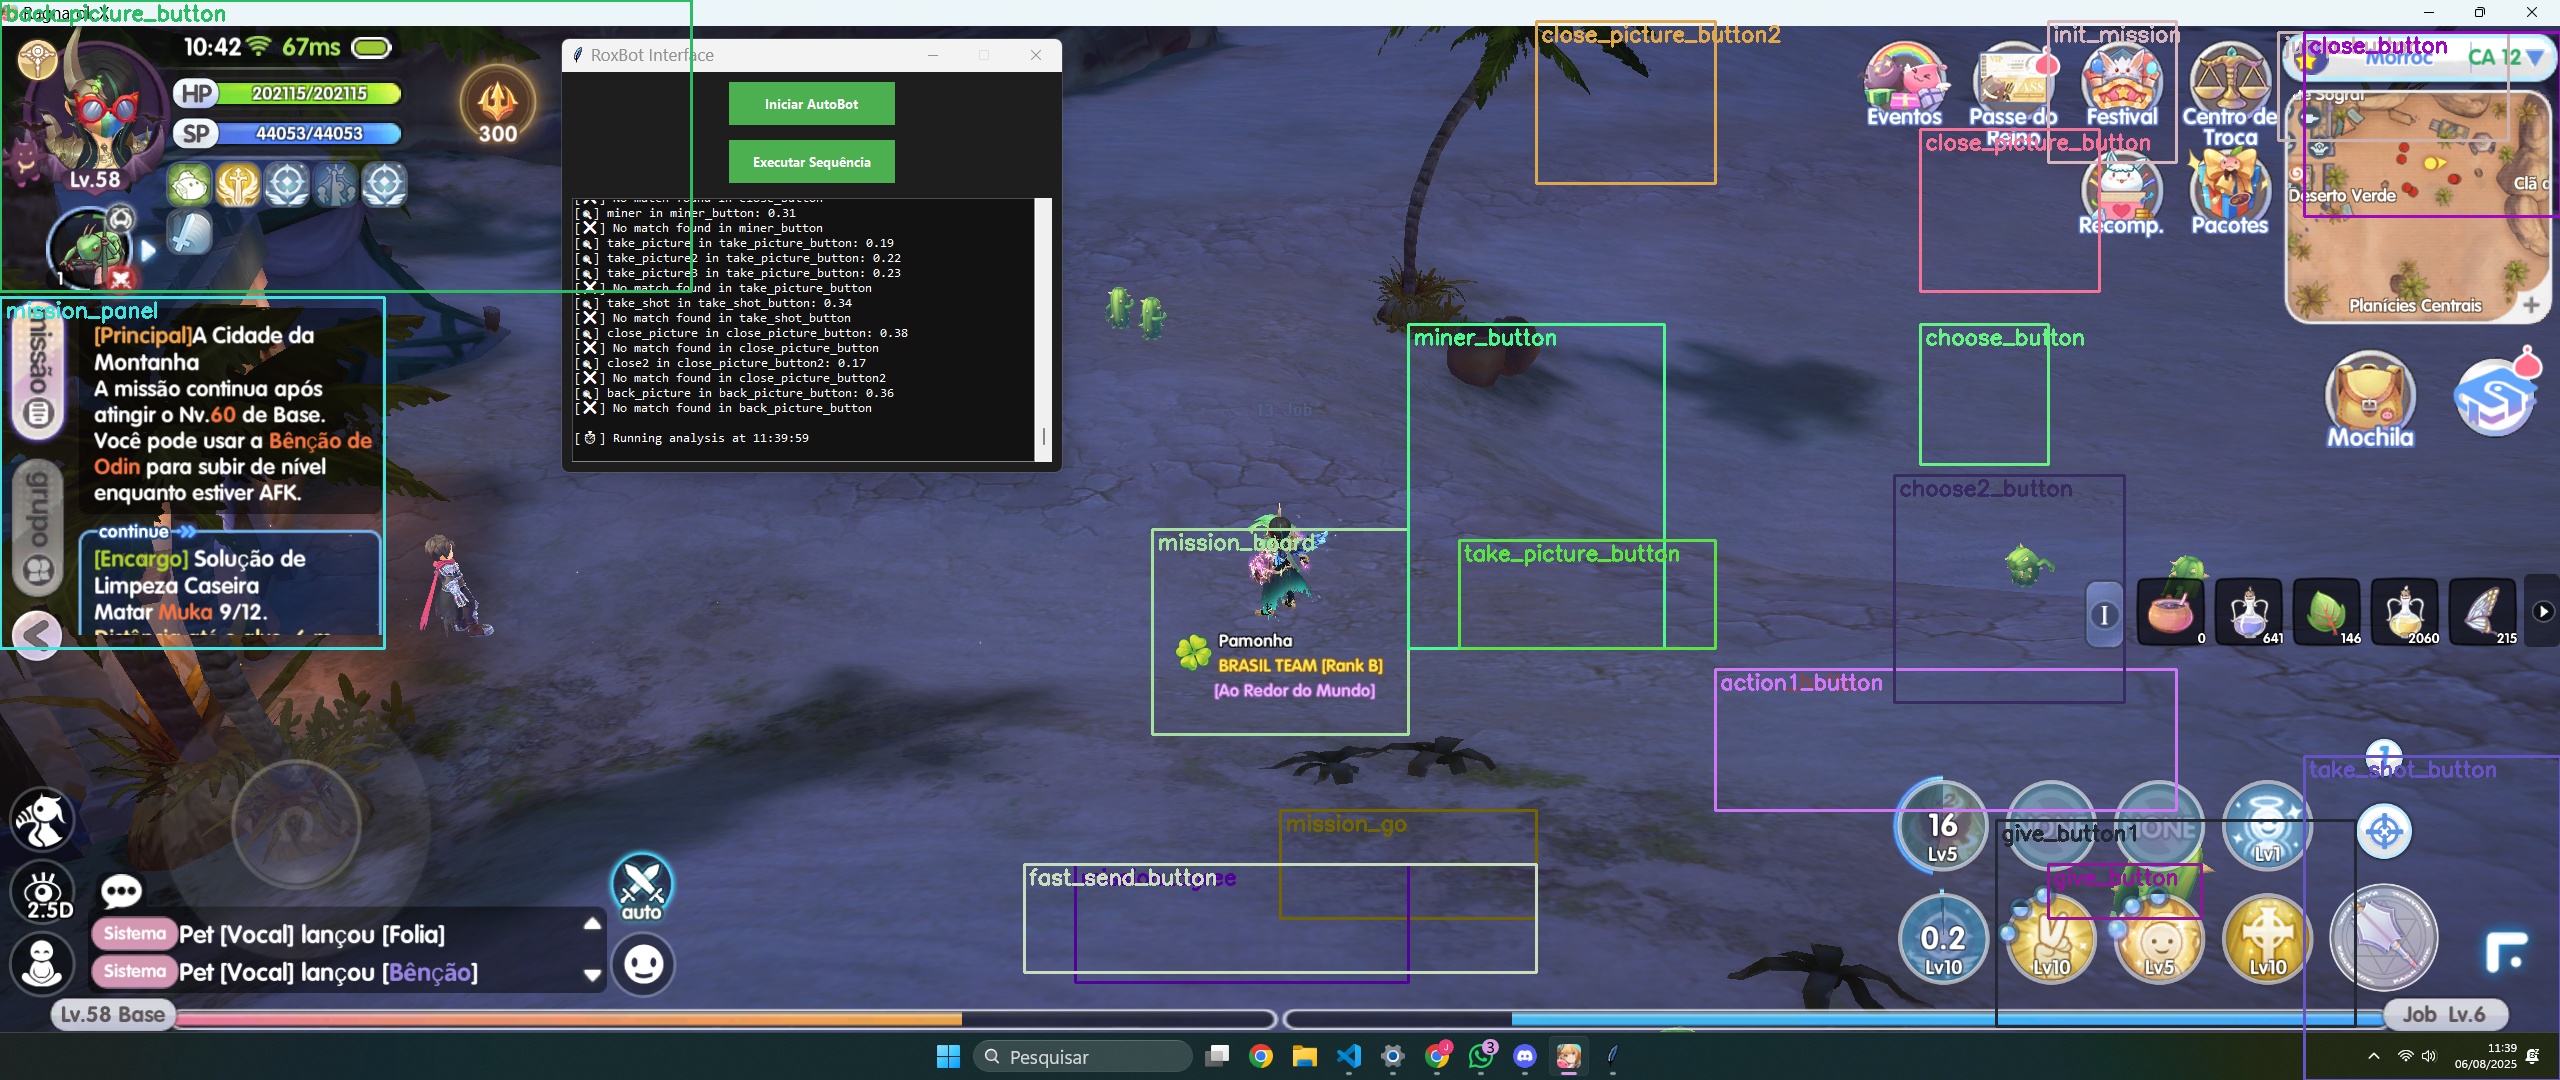 back_picture_button
10:42 67ms
HP 202115/202115
SP 44053/44053
300
Lv.58
1
RoxBot Interface
Iniciar AutoBot
Executar Sequência
[ ] No match found in close_button
[ ] miner in miner_button: 0.31
[ ] No match found in miner_button
[ ] take_picture in take_picture_button: 0.19
[ ] take_picture2 in take_picture_button: 0.22
[ ] take_picture3 in take_picture_button: 0.23
[ ] No match found in take_picture_button
[ ] take_shot in take_shot_button: 0.34
[ ] No match found in take_shot_button
[ ] close_picture in close_picture_button: 0.38
[ ] No match found in close_picture_button
[ ] close2 in close_picture_button2: 0.17
[ ] No match found in close_picture_button2
[ ] back_picture in back_picture_button: 0.36
[ ] No match found in back_picture_button
[ ] Running analysis at 11:39:59
close_picture_button2
init_mission
close_button
Morroc CA 12
Eventos
Passe do Reino
Festival
Centro de Troca
close_picture_button
Recomp.
Pacotes
de Sograt
Deserto Verde
Clã d
Planícies Centrais
mission_panel
missão
grupo
[Principal]A Cidade da
Montanha
A missão continua após
atingir o Nv.60 de Base.
Você pode usar a Bênção de
Odin para subir de nível
enquanto estiver AFK.
continue
[Encargo] Solução de
Limpeza Caseira
Matar Muka 9/12.
miner_button
choose_button
Mochila
choose2_button
mission_board
take_picture_button
Pamonha
BRASIL TEAM [Rank B]
[Ao Redor do Mundo]
I
0 641 146 2060 215
action1_button
take_shot_button
mission_go
give_button1
16
Lv5
NONE
Lv1
fast_send_button
give_button
0.2
Lv10
Lv10
Lv5
Lv10
2.5D
auto
Sistema Pet [Vocal] lançou [Folia]
Sistema Pet [Vocal] lançou [Bênção]
Lv.58 Base
Job Lv.6
Pesquisar
3
11:39
06/08/2025